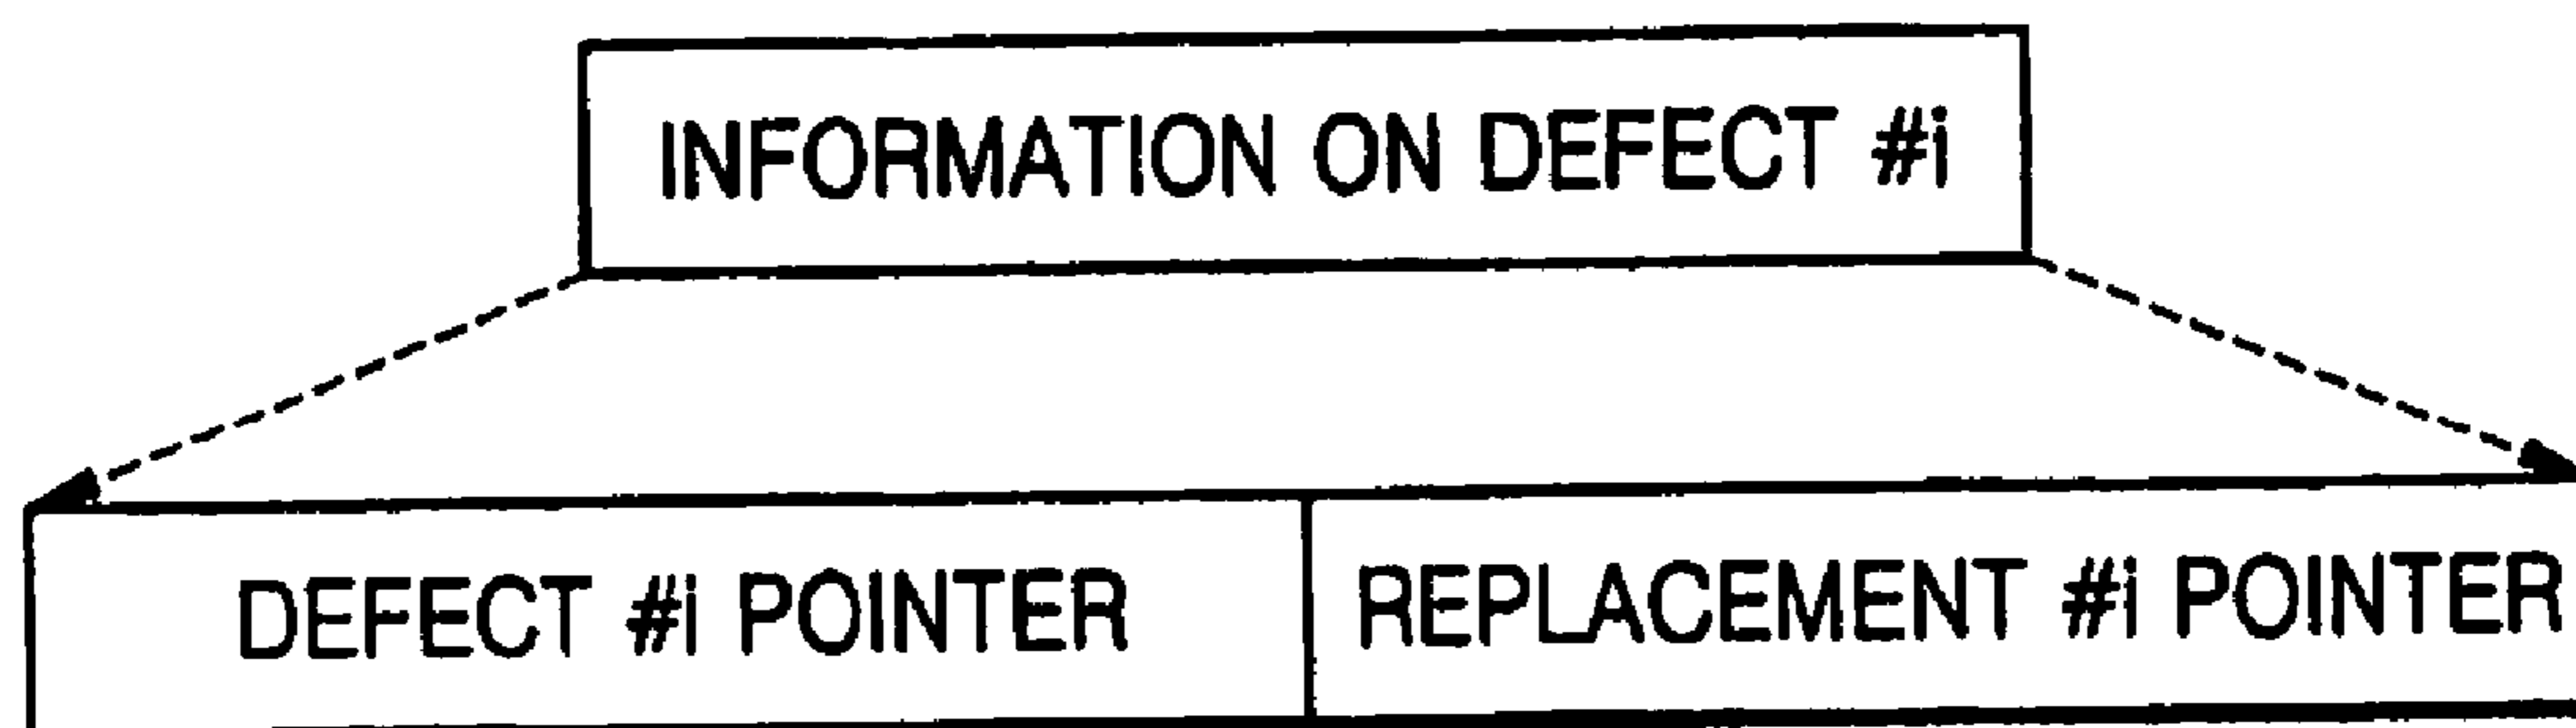 INFORMATION ON DEFECT #i
DEFECT #i POINTER
REPLACEMENT #i POINTER